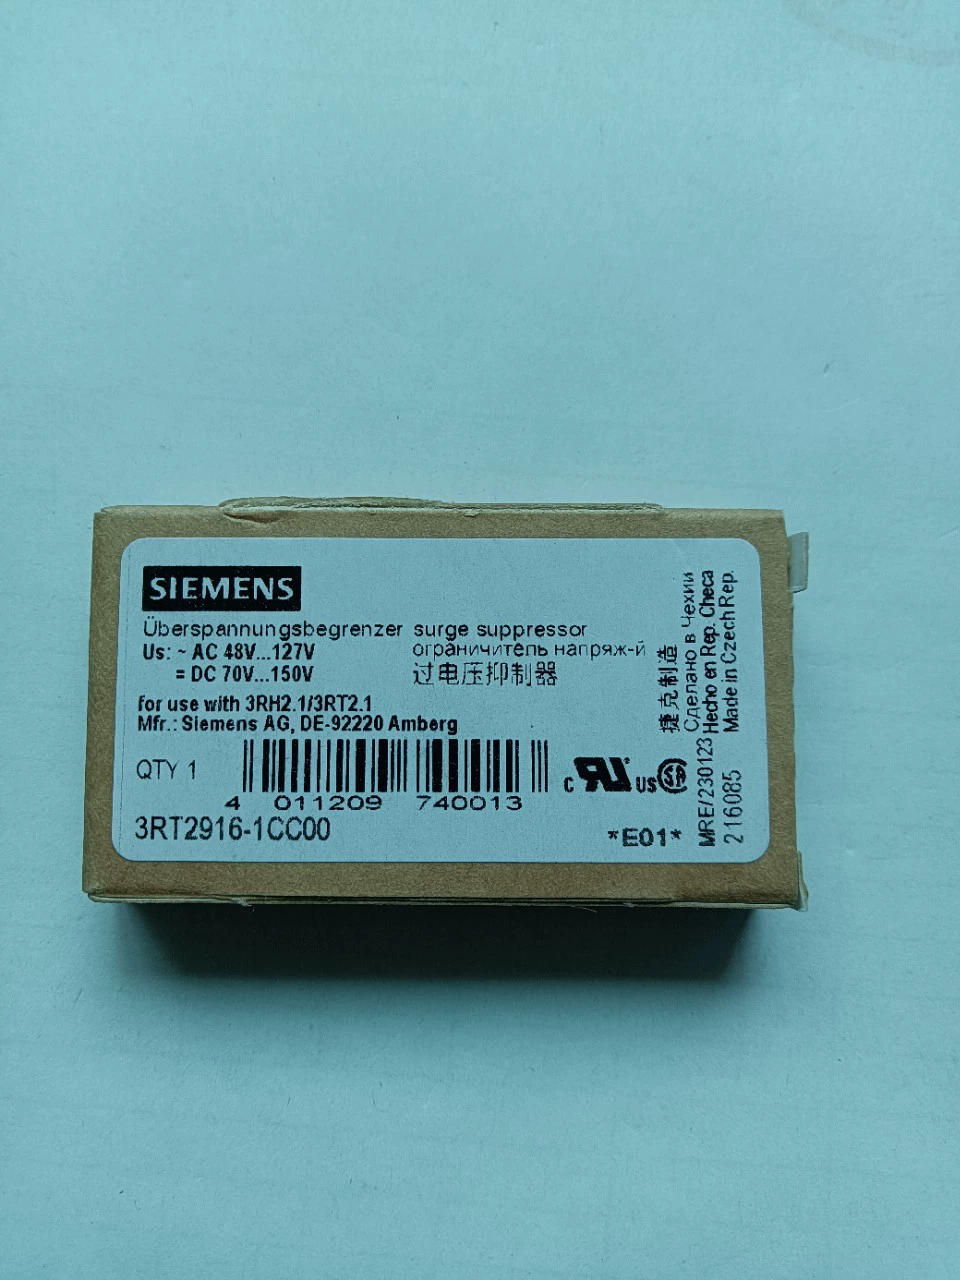 SIEMENS
Überspannungsbegrenzer surge suppressor
Us: ~ AC 48V...127V ограничитель напряж-й
= DC 70V...150V 过电压抑制器
for use with 3RH2.1/3RT2.1
Mfr.: Siemens AG, DE-92220 Amberg
QTY 1
4 011209 740013
3RT2916-1CC00
*E01*
c RU US
SA
捷克制造
Сделано в Чехии
Hecho en Rep. Checa
Made in Czech Rep.
MRE/230123
216085